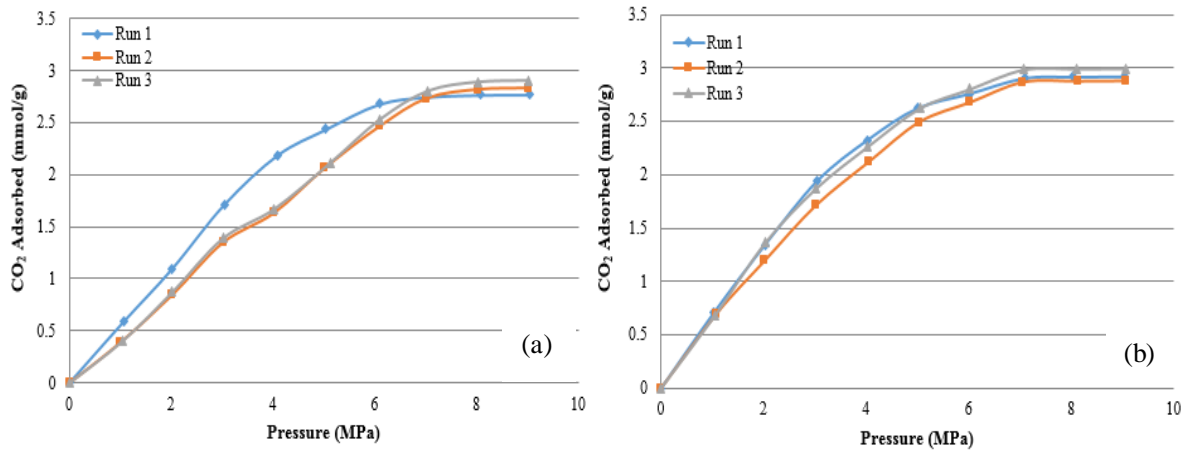 3.5
3
2.5
2
1.5
1
0.5
0
0 2 4 6 8 10
CO₂ Adsorbed (mmol/g)
Pressure (MPa)
Run 1
Run 2
Run 3
(a)
3.5
3
2.5
2
1.5
1
0.5
0
0 2 4 6 8 10
CO₂ Adsorbed (mmol/g)
Pressure (MPa)
Run 1
Run 2
Run 3
(b)